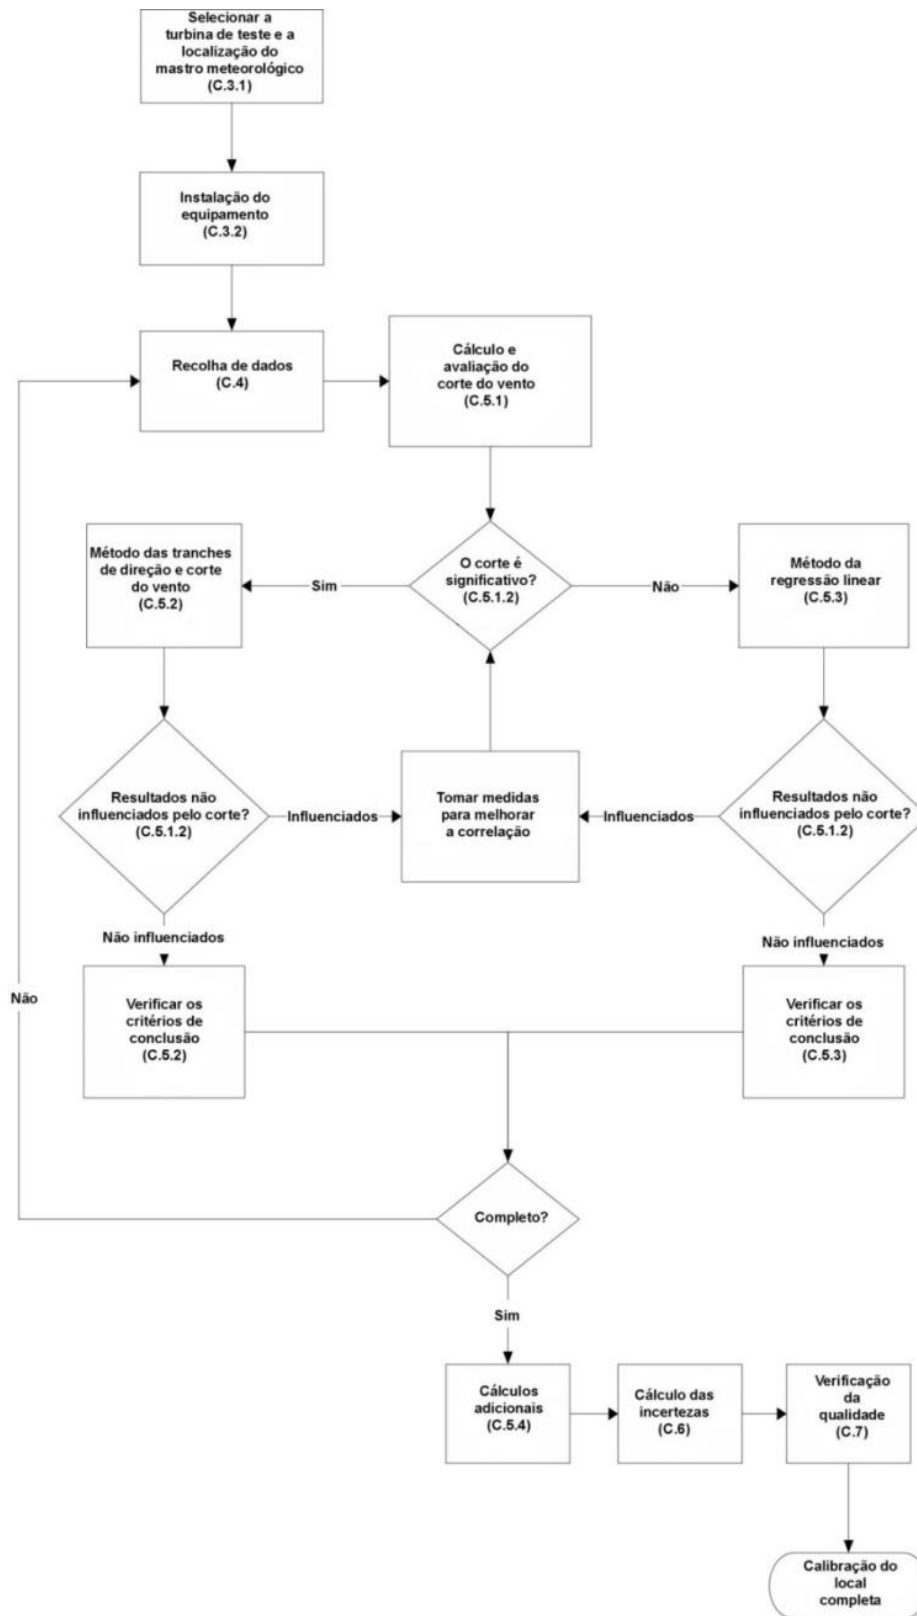 Selecionar a
turbina de teste e a
localização do
mastro meteorológico
(C.3.1)
Instalação do
equipamento
(C.3.2)
Recolha de dados
(C.4)
Cálculo e
avaliação do
corte do vento
(C.5.1)
O corte é
significativo?
(C.5.1.2)
Sim
Não
Método das tranches
de direção e corte
do vento
(C.5.2)
Método da
regressão linear
(C.5.3)
Resultados não
influenciados pelo corte?
(C.5.1.2)
Influenciados
Tomar medidas
para melhorar
a correlação
Influenciados
Resultados não
influenciados pelo corte?
(C.5.1.2)
Não influenciados
Não influenciados
Verificar os
critérios de
conclusão
(C.5.2)
Verificar os
critérios de
conclusão
(C.5.3)
Não
Completo?
Sim
Cálculos
adicionais
(C.5.4)
Cálculo das
incertezas
(C.6)
Verificação
da
qualidade
(C.7)
Calibração do
local
completa